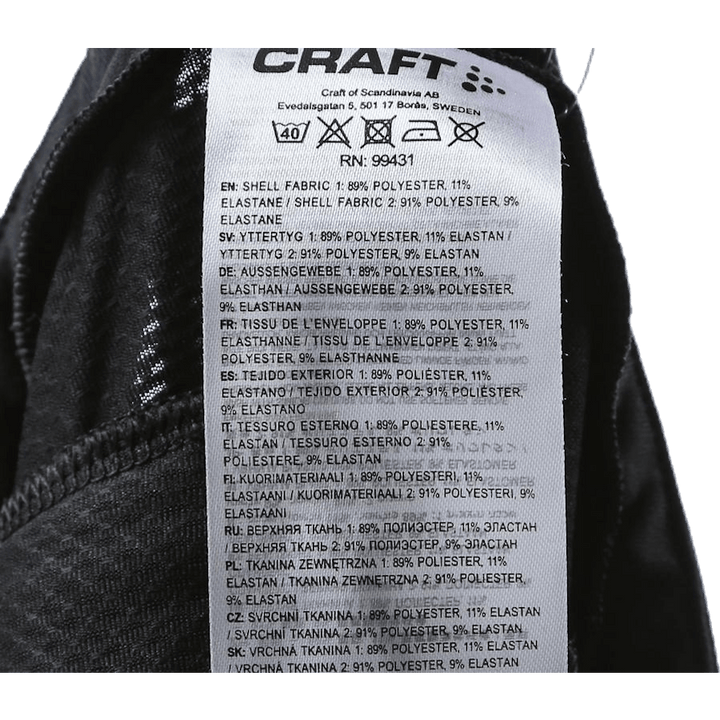 CRAFT
Craft of Scandinavia AB
Evedalsgatan 5, 501 17 Borås, SWEDEN
40
RN: 99431
EN: SHELL FABRIC 1: 89% POLYESTER, 11%
ELASTANE / SHELL FABRIC 2: 91% POLYESTER, 9%
ELASTANE
SV: YTTERTYG 1: 89% POLYESTER, 11% ELASTAN /
YTTERTYG 2: 91% POLYESTER, 9% ELASTAN
DE: AUSSENGEWEBE 1: 89% POLYESTER, 11%
ELASTHAN / AUSSENGEWEBE 2: 91% POLYESTER,
9% ELASTHAN
FR: TISSU DE L'ENVELOPPE 1: 89% POLYESTER, 11%
ELASTHANNE / TISSU DE L'ENVELOPPE 2: 91%
POLYESTER, 9% ELASTHANNE
ES: TEJIDO EXTERIOR 1: 89% POLIÉSTER, 11%
ELASTANO / TEJIDO EXTERIOR 2: 91% POLIÉSTER,
9% ELASTANO
IT: TESSURO ESTERNO 1: 89% POLIESTERE, 11%
ELASTAN / TESSURO ESTERNO 2: 91%
POLIESTERE, 9% ELASTAN
FI: KUORIMATERIAALI 1: 89% POLYESTERI, 11%
ELASTAANI / KUORIMATERIAALI 2: 91% POLYESTERI, 9%
ELASTAANI
RU: ВЕРХНЯЯ ТКАНЬ 1: 89% ПОЛИЭСТЕР, 11% ЭЛАСТАН
/ ВЕРХНЯЯ ТКАНЬ 2: 91% ПОЛИЭСТЕР, 9% ЭЛАСТАН
PL: TKANINA ZEWNĘTRZNA 1: 89% POLIESTER, 11%
ELASTAN / TKANINA ZEWNĘTRZNA 2: 91% POLIESTER,
9% ELASTAN
CZ: SVRCHNÍ TKANINA 1: 89% POLYESTER, 11% ELASTAN
/ SVRCHNÍ TKANINA 2: 91% POLYESTER, 9% ELASTAN
SK: VRCHNÁ TKANINA 1: 89% POLYESTER, 11% ELASTAN
/ VRCHNÁ TKANINA 2: 91% POLYESTER, 9% ELASTAN